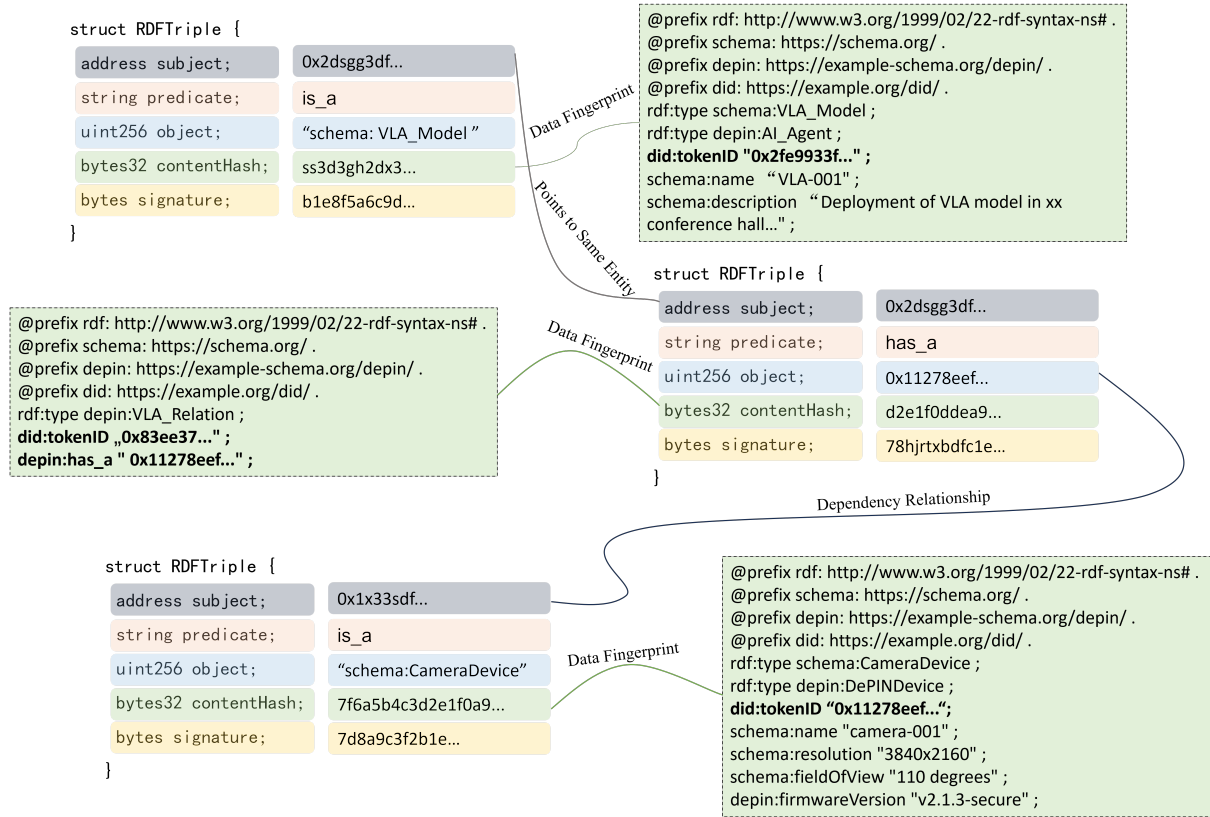 struct RDFTriple {
address subject; 0x2dsgg3df...
string predicate; is_a
uint256 object; “schema: VLA_Model ”
bytes32 contentHash; ss3d3gh2dx3...
bytes signature; b1e8f5a6c9d...
}
Data Fingerprint
@prefix rdf: http://www.w3.org/1999/02/22-rdf-syntax-ns# .
@prefix schema: https://schema.org/ .
@prefix depin: https://example-schema.org/depin/ .
@prefix did: https://example.org/did/ .
rdf:type schema:VLA_Model ;
rdf:type depin:AI_Agent ;
did:tokenID "0x2fe9933f..." ;
schema:name “VLA-001" ;
schema:description “Deployment of VLA model in xx
conference hall..." ;
Points to Same Entity
struct RDFTriple {
address subject; 0x2dsgg3df...
string predicate; has_a
uint256 object; 0x11278eef...
bytes32 contentHash; d2e1f0ddea9...
bytes signature; 78hjrtxbdfc1e...
}
Data Fingerprint
@prefix rdf: http://www.w3.org/1999/02/22-rdf-syntax-ns# .
@prefix schema: https://schema.org/ .
@prefix depin: https://example-schema.org/depin/ .
@prefix did: https://example.org/did/ .
rdf:type depin:VLA_Relation ;
did:tokenID „0x83ee37..." ;
depin:has_a " 0x11278eef..." ;
Dependency Relationship
struct RDFTriple {
address subject; 0x1x33sdf...
string predicate; is_a
uint256 object; “schema:CameraDevice”
bytes32 contentHash; 7f6a5b4c3d2e1f0a9...
bytes signature; 7d8a9c3f2b1e...
}
Data Fingerprint
@prefix rdf: http://www.w3.org/1999/02/22-rdf-syntax-ns# .
@prefix schema: https://schema.org/ .
@prefix depin: https://example-schema.org/depin/ .
@prefix did: https://example.org/did/ .
rdf:type schema:CameraDevice ;
rdf:type depin:DePINDevice ;
did:tokenID “0x11278eef...“;
schema:name "camera-001" ;
schema:resolution "3840x2160" ;
schema:fieldOfView "110 degrees" ;
depin:firmwareVersion "v2.1.3-secure" ;